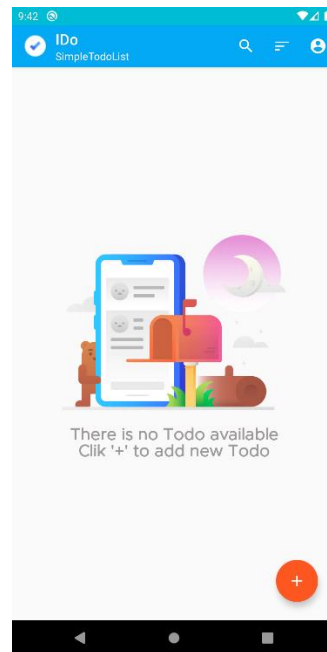 9:42
IDo
SimpleTodoList
There is no Todo available
Clik '+' to add new Todo
+